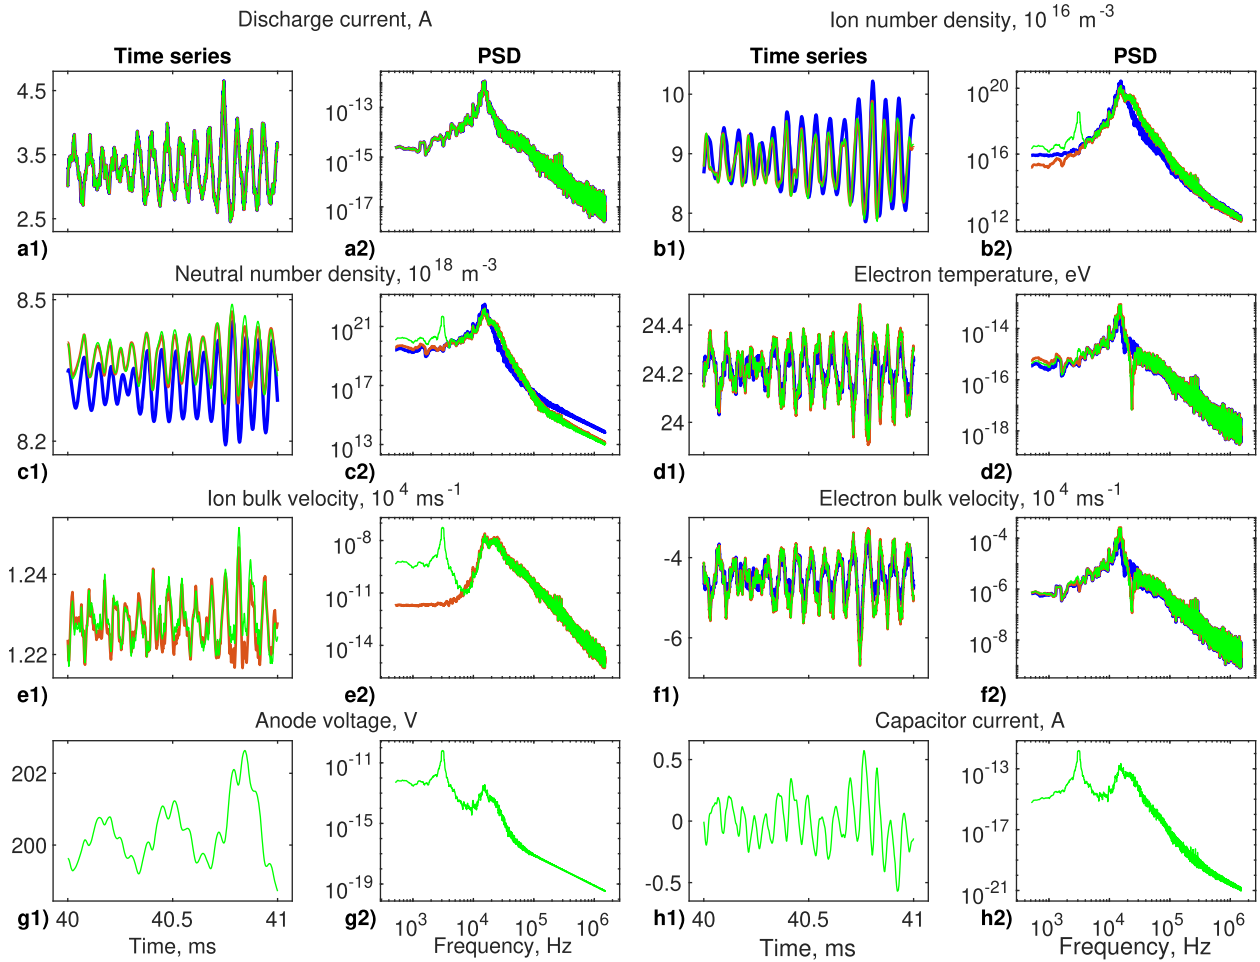 Discharge current, A
Ion number density, 10^16 m^-3
Time series
PSD
Time series
PSD
4.5
3.5
2.5
a1)
10^-13
10^-15
10^-17
a2)
10
9
8
b1)
10^20
10^16
10^12
b2)
Neutral number density, 10^18 m^-3
Electron temperature, eV
8.5
8.2
c1)
10^21
10^17
10^13
c2)
24.4
24.2
24
d1)
10^-14
10^-16
10^-18
d2)
Ion bulk velocity, 10^4 ms^-1
Electron bulk velocity, 10^4 ms^-1
1.24
1.22
e1)
10^-8
10^-11
10^-14
e2)
-4
-6
f1)
10^-4
10^-6
10^-8
f2)
Anode voltage, V
Capacitor current, A
202
200
g1)
40 40.5 41
Time, ms
10^-11
10^-15
10^-19
g2)
10^3 10^4 10^5 10^6
Frequency, Hz
0.5
0
-0.5
h1)
40 40.5 41
Time, ms
10^-13
10^-17
10^-21
h2)
10^3 10^4 10^5 10^6
Frequency, Hz